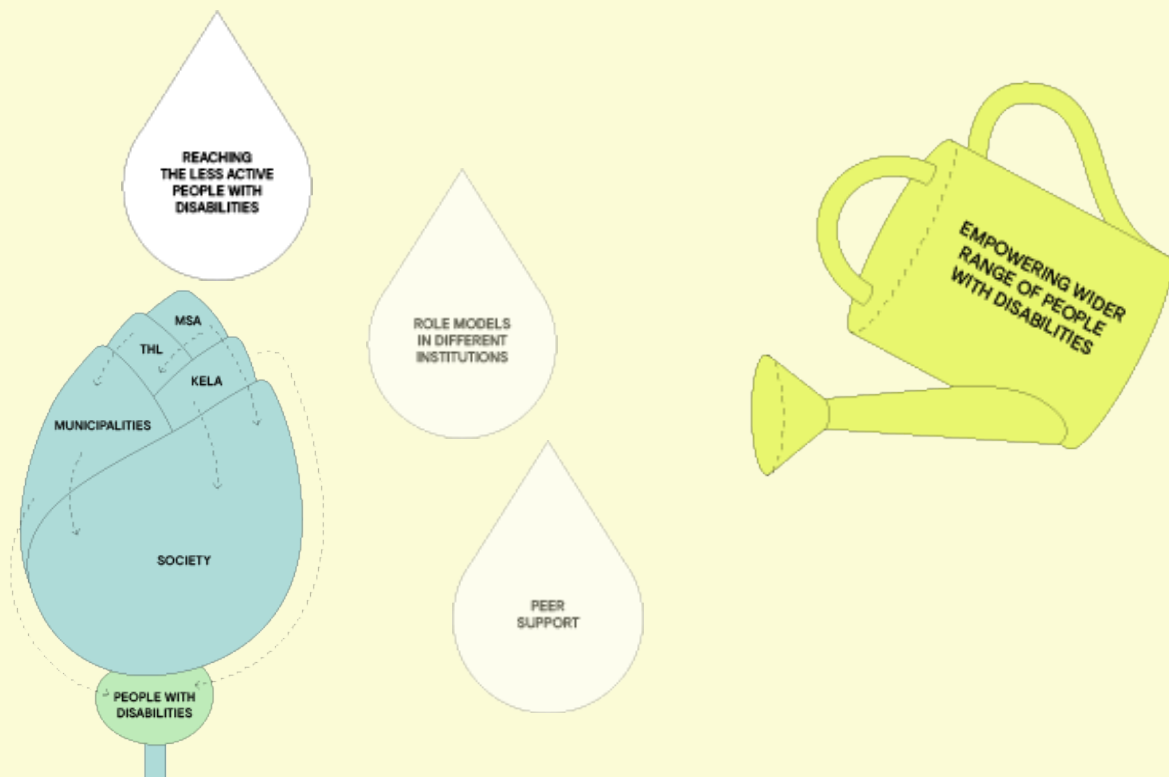 REACHING
THE LESS ACTIVE
PEOPLE WITH
DISABILITIES
ROLE MODELS
IN DIFFERENT
INSTITUTIONS
PEER
SUPPORT
EMPOWERING WIDER
RANGE OF PEOPLE
WITH DISABILITIES
MSA
THL
KELA
MUNICIPALITIES
SOCIETY
PEOPLE WITH
DISABILITIES